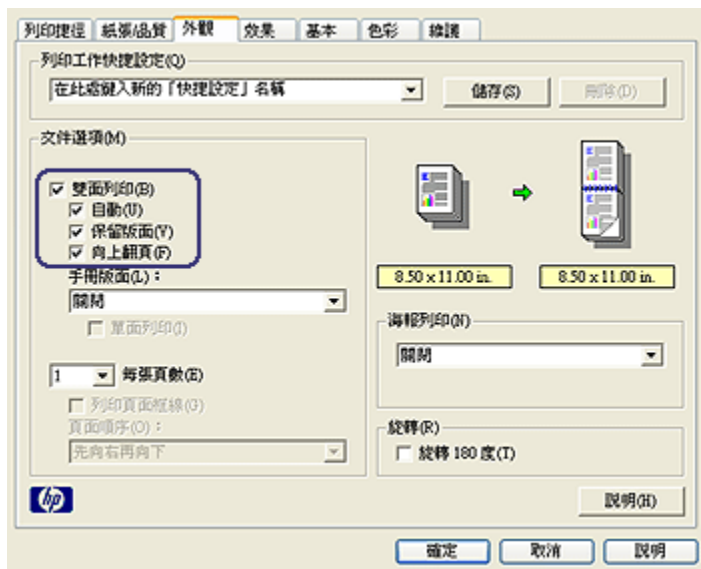 列印捷徑 紙張/品質 外觀 效果 基本 色彩 維護
列印工作快捷設定(Q)
在此處鍵入新的「快捷設定」名稱 儲存(S) 刪除(D)
文件選項(M)
雙面列印(B)
自動(U)
保留版面(Y)
向上翻頁(F)
手冊版面(L)：
關閉
單面列印(I)
1 每張頁數(E)
列印頁面框線(G)
頁面順序(O)：
先向右再向下
8.50 x 11.00 in. 8.50 x 11.00 in.
海報列印(N)
關閉
旋轉(R)
旋轉 180 度(T)
hp
說明(H)
確定 取消 說明